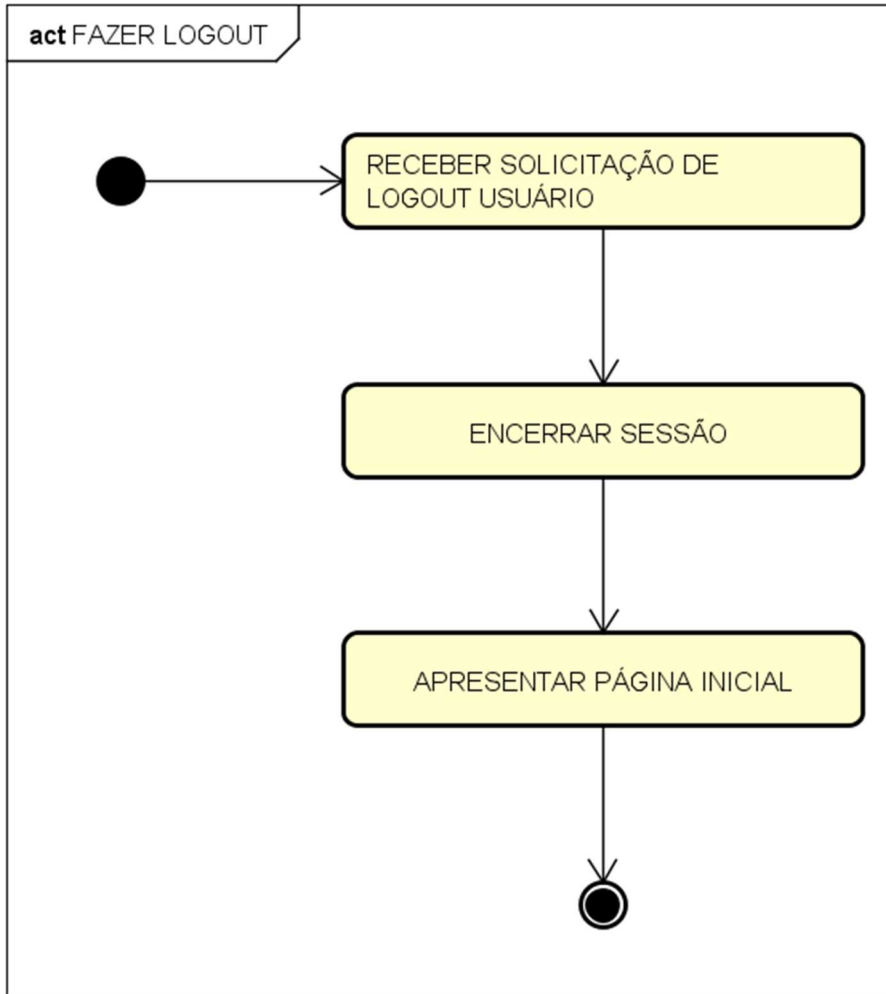 act FAZER LOGOUT
RECEBER SOLICITAÇÃO DE
LOGOUT USUÁRIO
ENCERRAR SESSÃO
APRESENTAR PÁGINA INICIAL